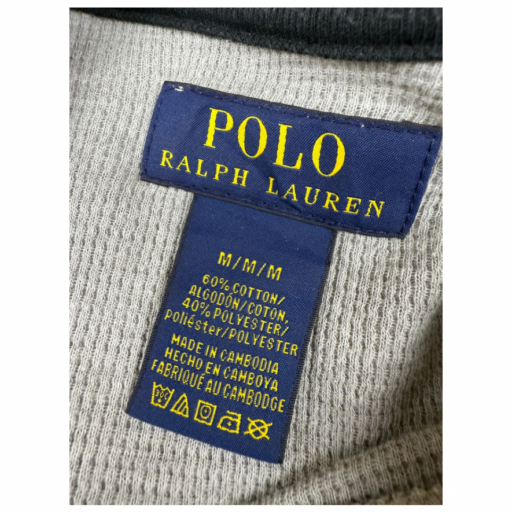 POLO
RALPH LAUREN
M/M/M
60% COTTON/
ALGODÓN/COTON,
40% POLYESTER/
poliéster/POLYESTER
MADE IN CAMBODIA
HECHO EN CAMBOYA
FABRIQUÉ AU CAMBODGE